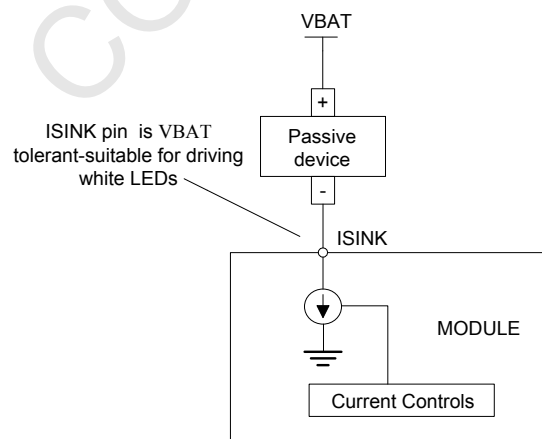 VBAT
+
Passive
device
-
ISINK pin is VBAT
tolerant-suitable for driving
white LEDs
ISINK
MODULE
Current Controls